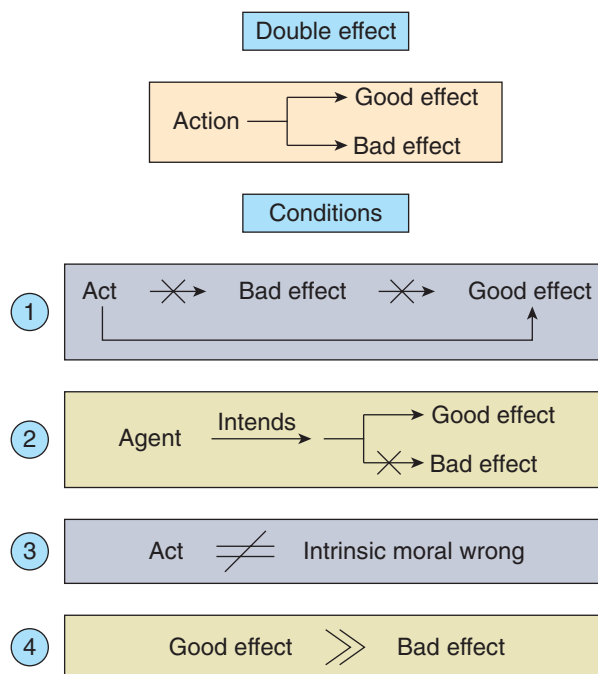 Double effect
Good effect
Action
Bad effect
Conditions
1 Act Bad effect Good effect
Intends Good effect
2 Agent
Bad effect
3 Act Intrinsic moral wrong
4 Good effect Bad effect